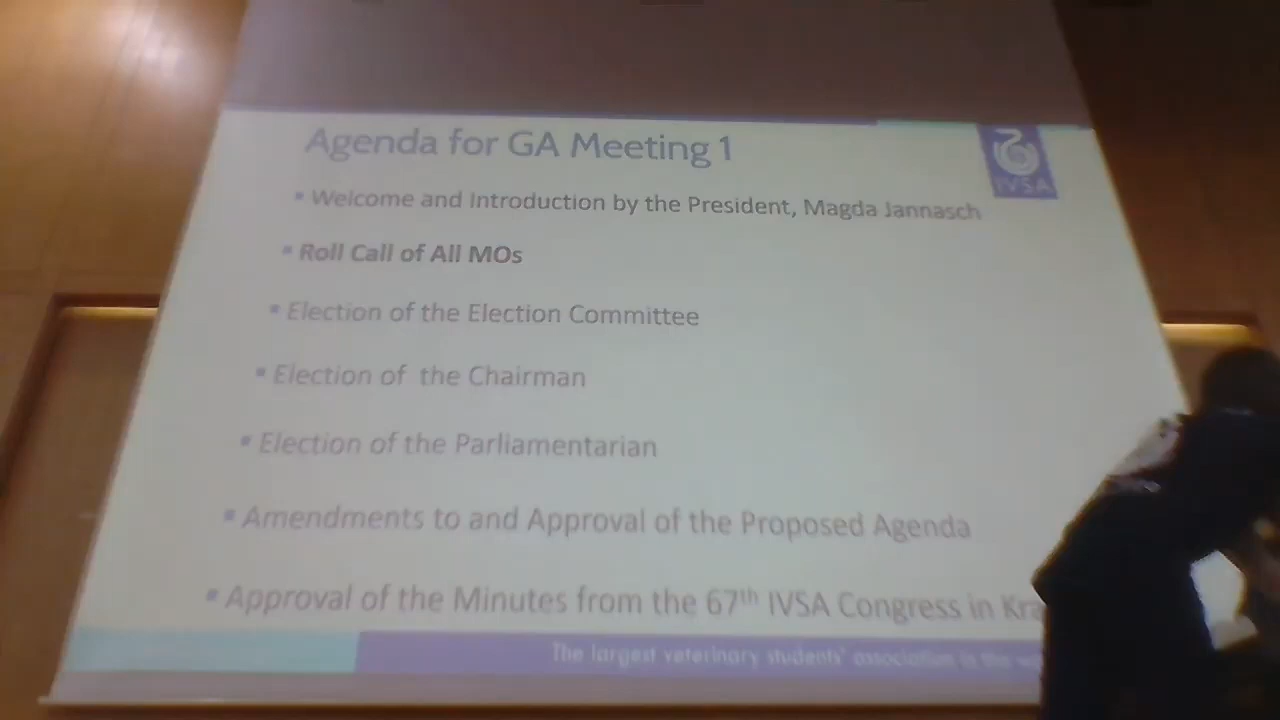 Agenda for GA Meeting 1
IVSA
▪ Welcome and Introduction by the President, Magda Jannasch
▪ Roll Call of All MOs
▪ Election of the Election Committee
▪ Election of the Chairman
▪ Election of the Parliamentarian
▪ Amendments to and Approval of the Proposed Agenda
▪ Approval of the Minutes from the 67th IVSA Congress in
The largest veterinary students' association in the